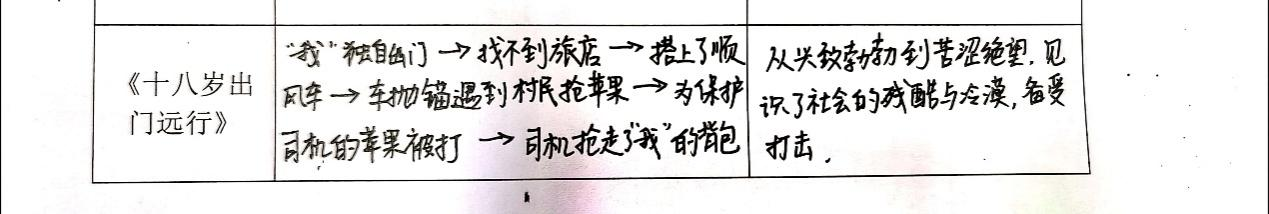 《十八岁出
门远行》
“我”独自出门→找不到旅店→搭上了顺
风车→车抛锚遇到村民抢苹果→为保护
司机的苹果被打→司机抢走了“我”的背包
从兴致勃勃到苦涩绝望，见
识了社会的残酷与冷漠，备受
打击．